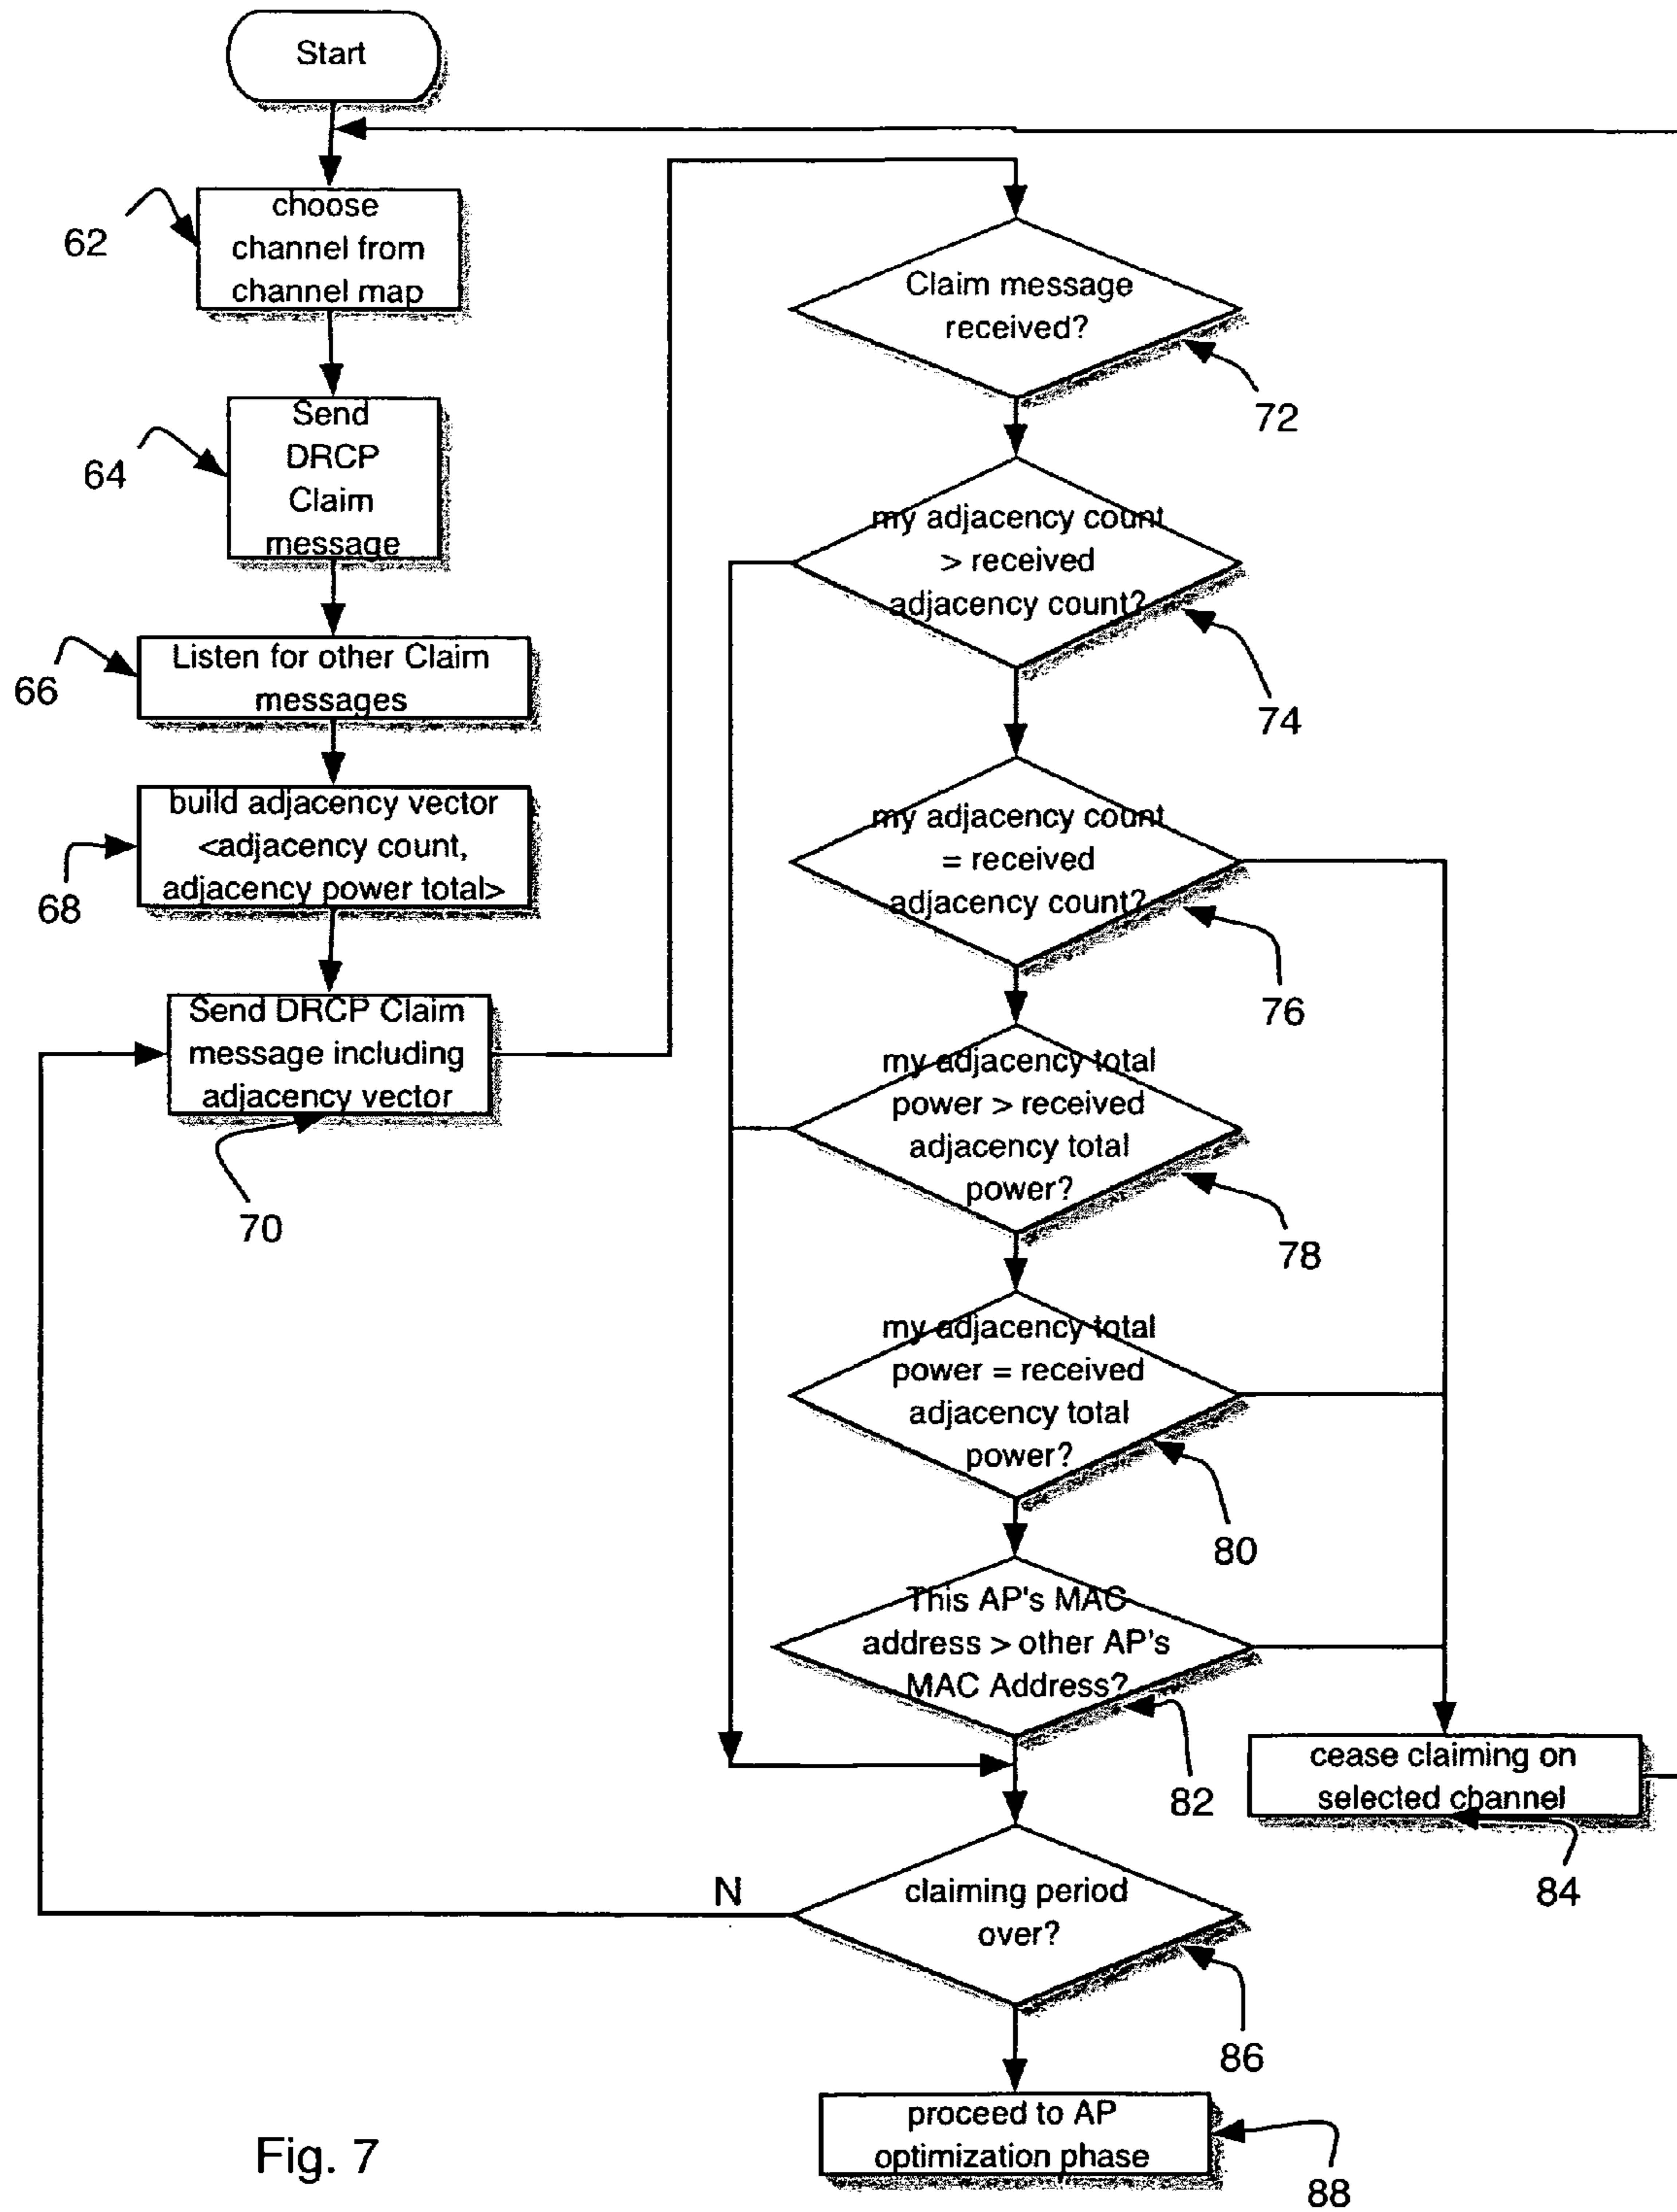 Start
choose
channel from
channel map
62
Send
DRCP
Claim
message
64
Listen for other Claim
messages
66
build adjacency vector
<adjacency count,
adjacency power total>
68
Send DRCP Claim
message including
adjacency vector
70
Claim message
received?
72
my adjacency count
> received
adjacency count?
74
my adjacency count
= received
adjacency count?
76
my adjacency total
power > received
adjacency total
power?
78
my adjacency total
power = received
adjacency total
power?
80
This AP's MAC
address > other AP's
MAC Address?
82
cease claiming on
selected channel
84
claiming period
over?
N
86
proceed to AP
optimization phase
88
Fig. 7